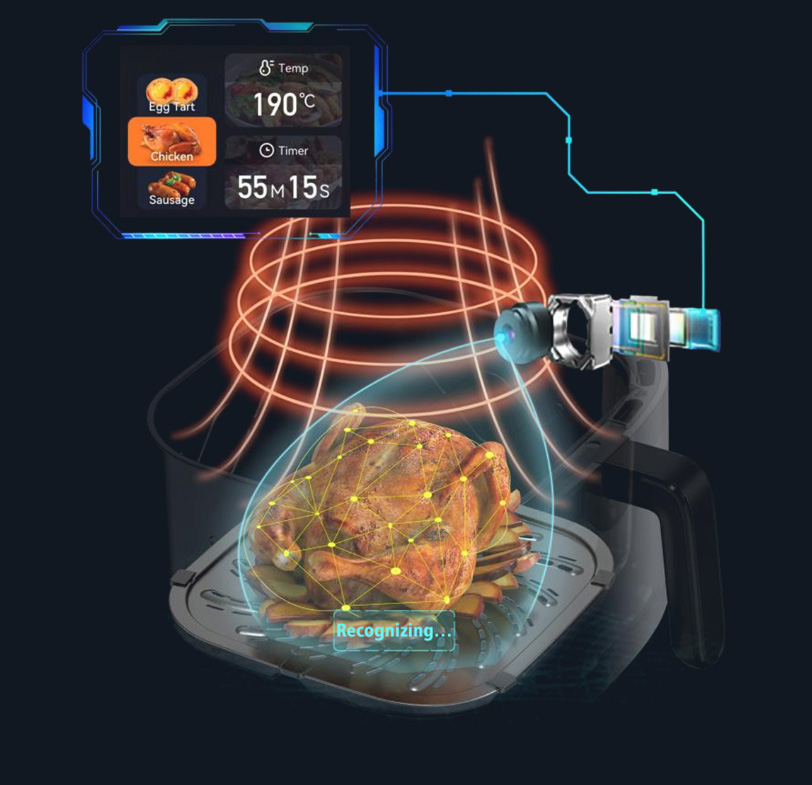 Egg Tart
Chicken
Sausage
Temp
190°C
Timer
55M15S
Recognizing...